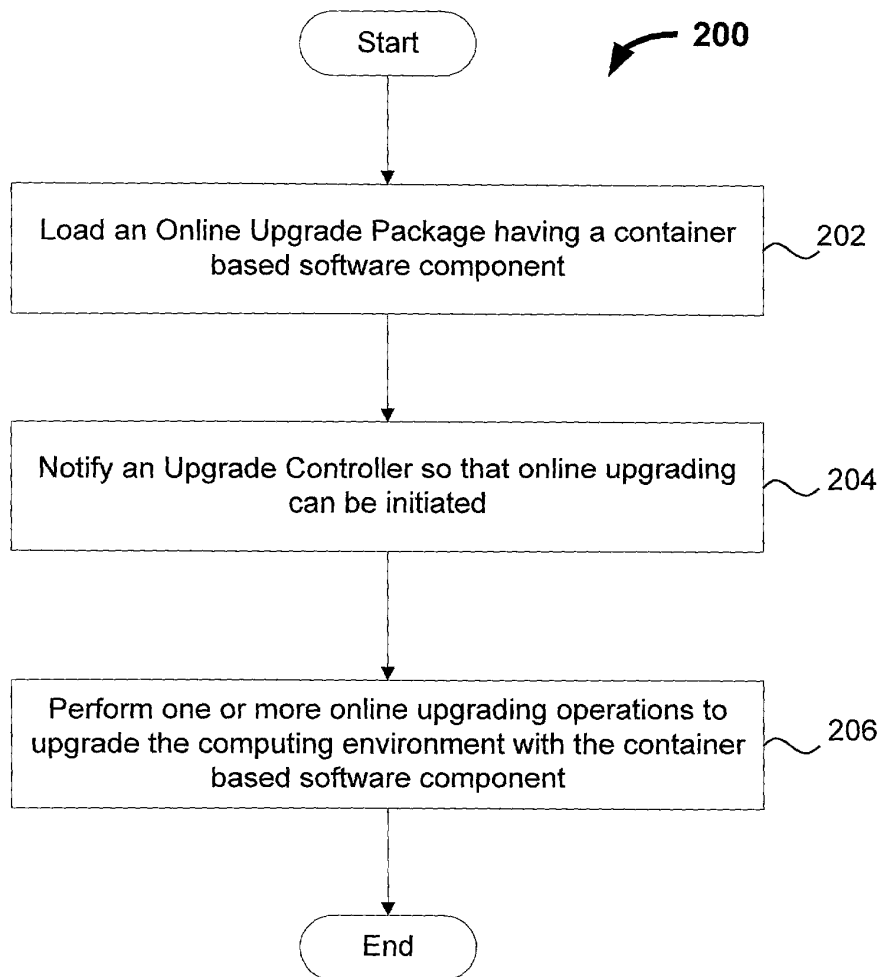 Start
200
Load an Online Upgrade Package having a container
based software component
202
Notify an Upgrade Controller so that online upgrading
can be initiated
204
Perform one or more online upgrading operations to
upgrade the computing environment with the container
based software component
206
End